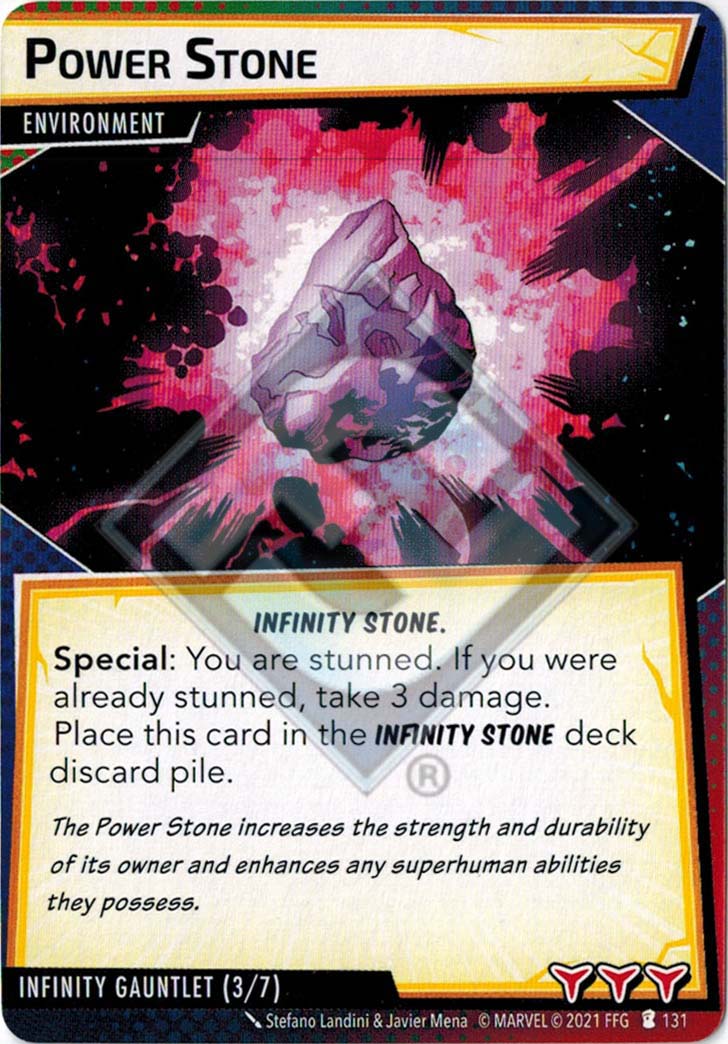 POWER STONE
ENVIRONMENT
INFINITY STONE.
Special: You are stunned. If you were
already stunned, take 3 damage.
Place this card in the INFINITY STONE deck
discard pile.
The Power Stone increases the strength and durability
of its owner and enhances any superhuman abilities
they possess.
INFINITY GAUNTLET (3/7)
Stefano Landini & Javier Mena © MARVEL © 2021 FFG 131
®